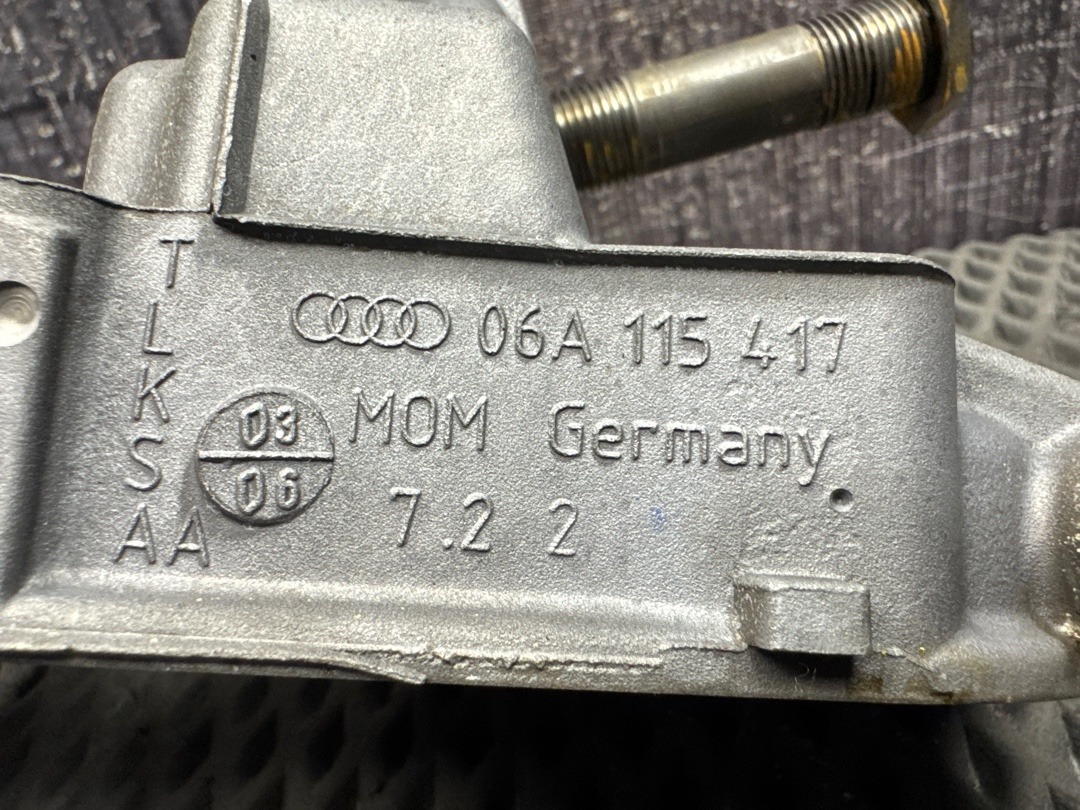 T
L
K
S
AA
06A 115 417
MOM Germany
03
06
7.2 2